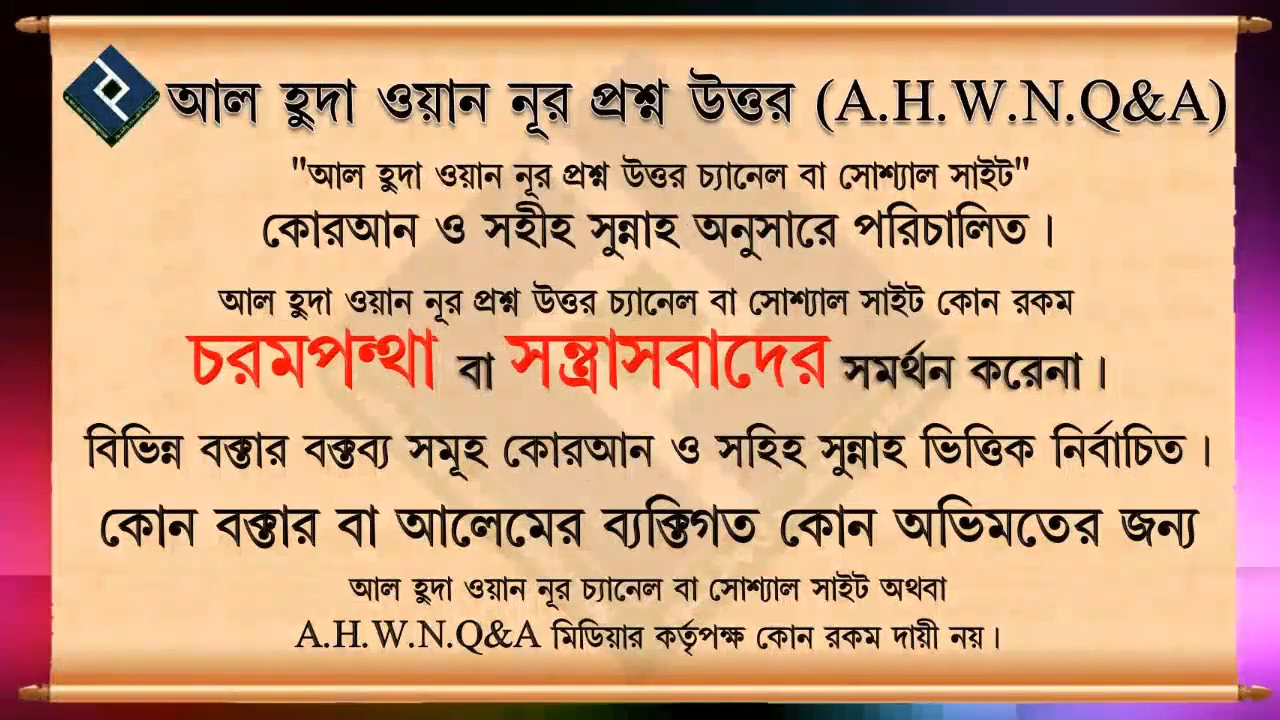 আল হুদা ওয়ান নূর প্রশ্ন উত্তর (A.H.W.N.Q&A)
"আল হুদা ওয়ান নূর প্রশ্ন উত্তর চ্যানেল বা সোশ্যাল সাইট"
কোরআন ও সহীহ সুন্নাহ অনুসারে পরিচালিত।
আল হুদা ওয়ান নূর প্রশ্ন উত্তর চ্যানেল বা সোশ্যাল সাইট কোন রকম
চরমপন্থা বা সন্ত্রাসবাদের সমর্থন করেনা।
বিভিন্ন বক্তার বক্তব্য সমূহ কোরআন ও সহিহ সুন্নাহ ভিত্তিক নির্বাচিত।
কোন বক্তার বা আলেমের ব্যক্তিগত কোন অভিমতের জন্য
আল হুদা ওয়ান নূর চ্যানেল বা সোশ্যাল সাইট অথবা
A.H.W.N.Q&A মিডিয়ার কর্তৃপক্ষ কোন রকম দায়ী নয়।